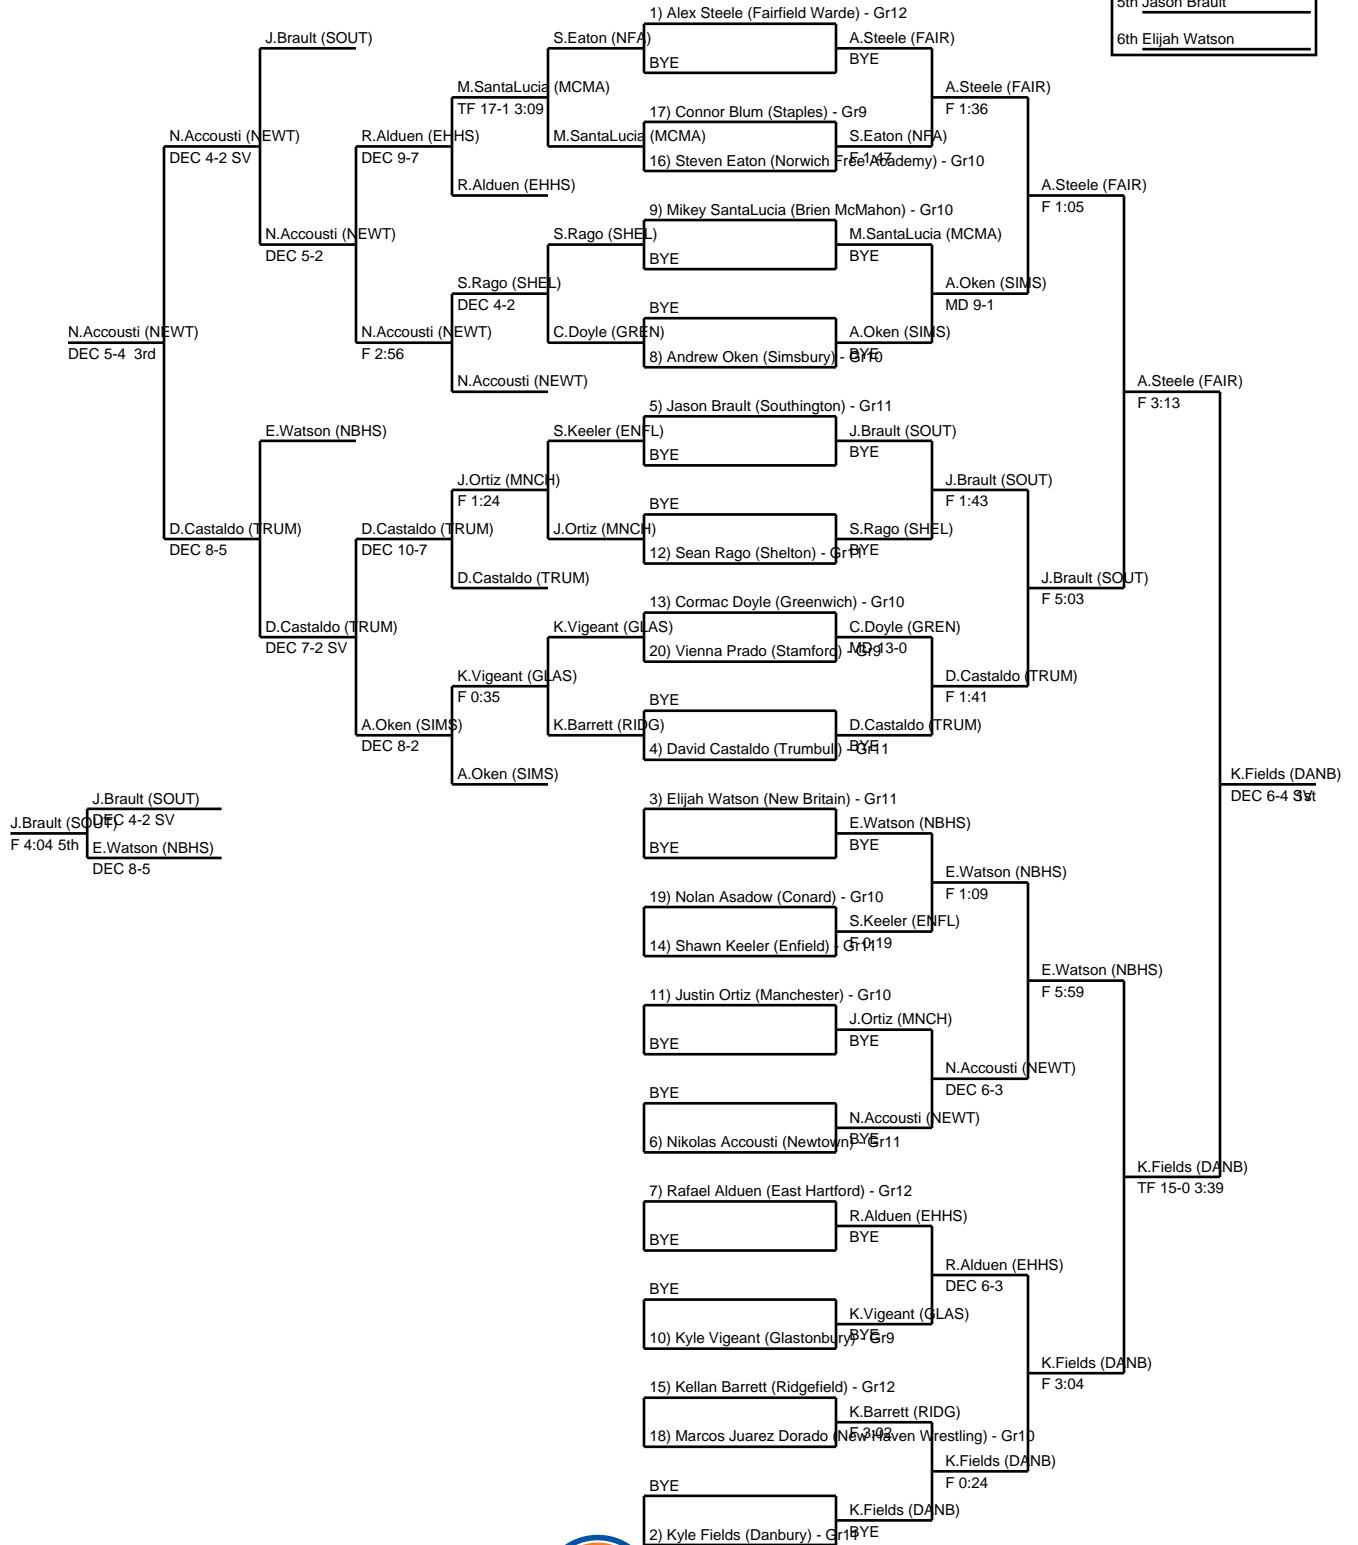 5th Jason Brault
1) Alex Steele (Fairfield Warde) - Gr12
J.Brault (SOUT)
S.Eaton (NFA)
A.Steele (FAIR)
6th Elijah Watson
BYE
BYE
M.SantaLucia (MCMA)
A.Steele (FAIR)
TF 17-1 3:09
F 1:36
17) Connor Blum (Staples) - Gr9
N.Accousti (NEWT)
R.Alduen (EHHS)
M.SantaLucia (MCMA)
S.Eaton (NFA)
DEC 4-2 SV
DEC 9-7
F 1:47
16) Steven Eaton (Norwich Free Academy) - Gr10
R.Alduen (EHHS)
A.Steele (FAIR)
F 1:05
9) Mikey SantaLucia (Brien McMahon) - Gr10
N.Accousti (NEWT)
S.Rago (SHEL)
M.SantaLucia (MCMA)
DEC 5-2
BYE
BYE
S.Rago (SHEL)
A.Oken (SIMS)
DEC 4-2
MD 9-1
BYE
N.Accousti (NEWT)
N.Accousti (NEWT)
C.Doyle (GREN)
A.Oken (SIMS)
DEC 5-4 3rd
F 2:56
BYE
8) Andrew Oken (Simsbury) - Gr10
N.Accousti (NEWT)
A.Steele (FAIR)
F 3:13
5) Jason Brault (Southington) - Gr11
E.Watson (NBHS)
S.Keeler (ENFL)
J.Brault (SOUT)
BYE
BYE
J.Ortiz (MNCH)
J.Brault (SOUT)
F 1:24
F 1:43
BYE
D.Castaldo (TRUM)
D.Castaldo (TRUM)
J.Ortiz (MNCH)
S.Rago (SHEL)
DEC 8-5
DEC 10-7
BYE
12) Sean Rago (Shelton) - Gr11
D.Castaldo (TRUM)
J.Brault (SOUT)
F 5:03
13) Cormac Doyle (Greenwich) - Gr10
D.Castaldo (TRUM)
K.Vigeant (GLAS)
C.Doyle (GREN)
DEC 7-2 SV
MD 13-0
20) Vienna Prado (Stamford) - Gr9
K.Vigeant (GLAS)
D.Castaldo (TRUM)
F 0:35
F 1:41
BYE
A.Oken (SIMS)
K.Barrett (RIDG)
D.Castaldo (TRUM)
DEC 8-2
BYE
4) David Castaldo (Trumbull) - Gr11
A.Oken (SIMS)
K.Fields (DANB)
DEC 6-4 SV 1st
J.Brault (SOUT)
3) Elijah Watson (New Britain) - Gr11
DEC 4-2 SV
J.Brault (SOUT)
E.Watson (NBHS)
F 4:04 5th
E.Watson (NBHS)
BYE
BYE
DEC 8-5
E.Watson (NBHS)
F 1:09
19) Nolan Asadow (Conard) - Gr10
S.Keeler (ENFL)
F 0:19
14) Shawn Keeler (Enfield) - Gr11
E.Watson (NBHS)
F 5:59
11) Justin Ortiz (Manchester) - Gr10
J.Ortiz (MNCH)
BYE
BYE
N.Accousti (NEWT)
DEC 6-3
BYE
N.Accousti (NEWT)
BYE
6) Nikolas Accousti (Newtown) - Gr11
K.Fields (DANB)
TF 15-0 3:39
7) Rafael Alduen (East Hartford) - Gr12
R.Alduen (EHHS)
BYE
BYE
R.Alduen (EHHS)
DEC 6-3
BYE
K.Vigeant (GLAS)
BYE
10) Kyle Vigeant (Glastonbury) - Gr9
K.Fields (DANB)
F 3:04
15) Kellan Barrett (Ridgefield) - Gr12
K.Barrett (RIDG)
F 3:02
18) Marcos Juarez Dorado (New Haven Wrestling) - Gr10
K.Fields (DANB)
F 0:24
BYE
K.Fields (DANB)
BYE
2) Kyle Fields (Danbury) - Gr11